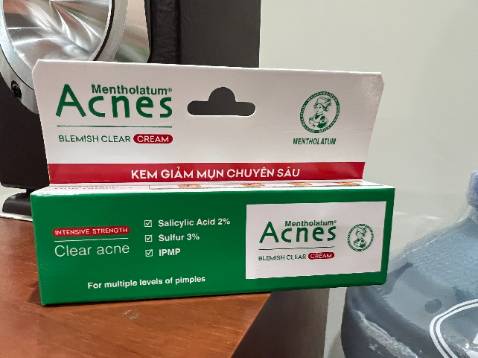 Mentholatum®
Acnes
BLEMISH CLEAR CREAM
MENTHOLATUM
KEM GIẢM MỤN CHUYÊN SÂU
INTENSIVE STRENGTH
Clear acne
Salicylic Acid 2%
Sulfur 3%
IPMP
For multiple levels of pimples
Mentholatum®
Acnes
BLEMISH CLEAR CREAM